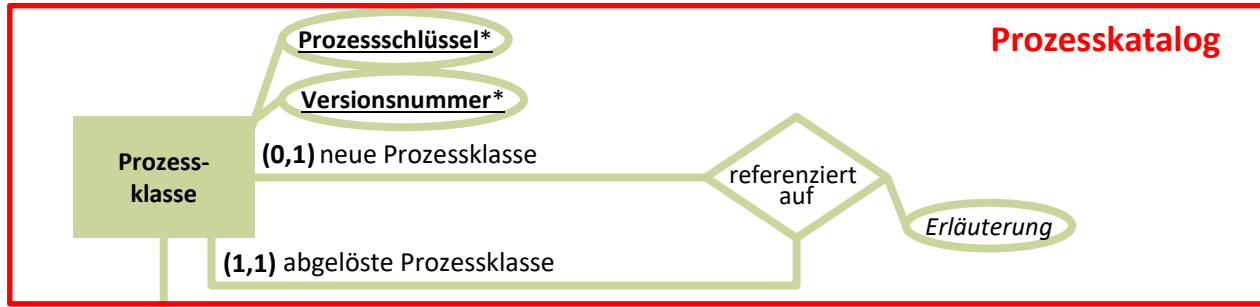 Prozesskatalog
Prozessschlüssel*
Versionsnummer*
Prozess-
klasse
(0,1) neue Prozessklasse
referenziert
auf
Erläuterung
(1,1) abgelöste Prozessklasse